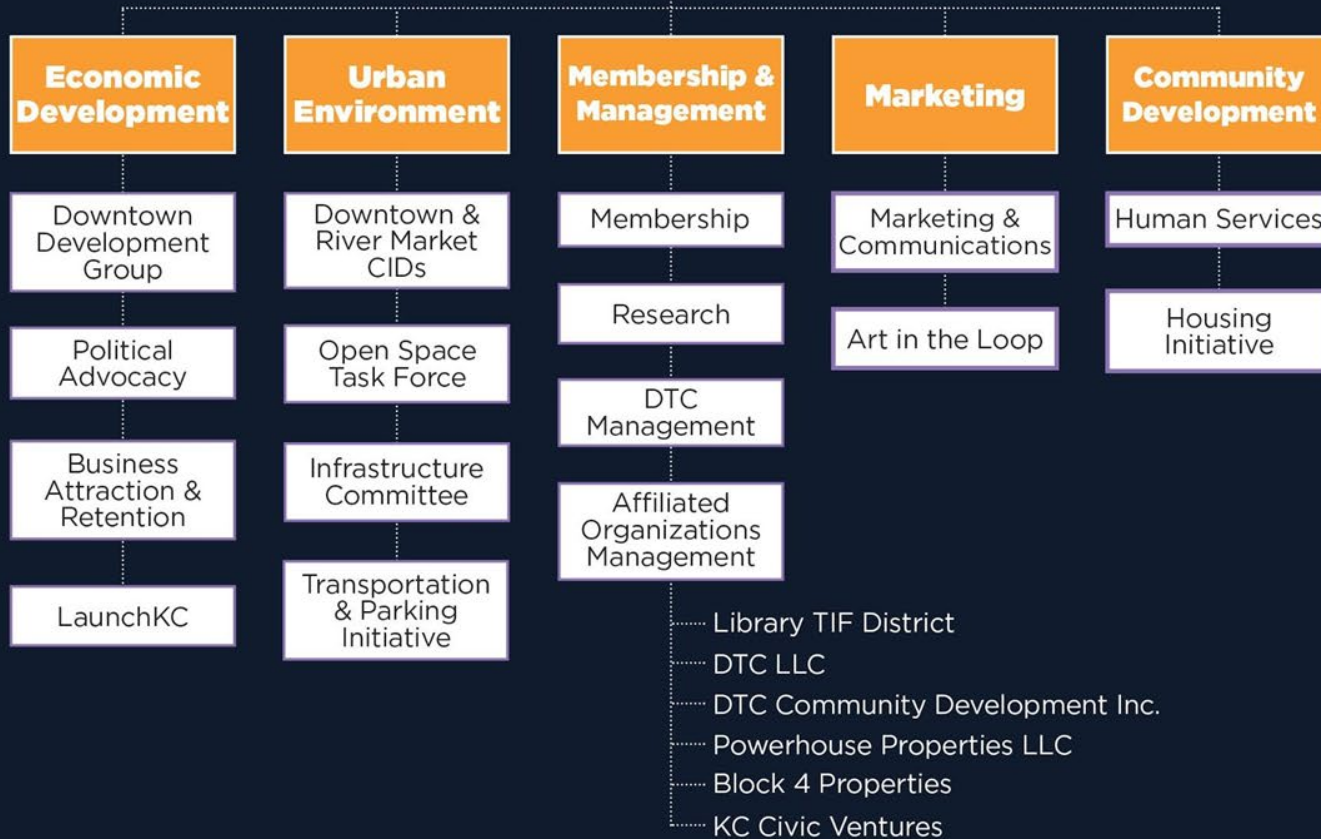 Economic
Development
Downtown
Development
Group
Political
Advocacy
Business
Attraction &
Retention
LaunchKC
Urban
Environment
Downtown &
River Market
CIDs
Open Space
Task Force
Infrastructure
Committee
Transportation
& Parking
Initiative
Membership &
Management
Membership
Research
DTC
Management
Affiliated
Organizations
Management
Library TIF District
DTC LLC
DTC Community Development Inc.
Powerhouse Properties LLC
Block 4 Properties
KC Civic Ventures
Marketing
Marketing &
Communications
Art in the Loop
Community
Development
Human Services
Housing
Initiative